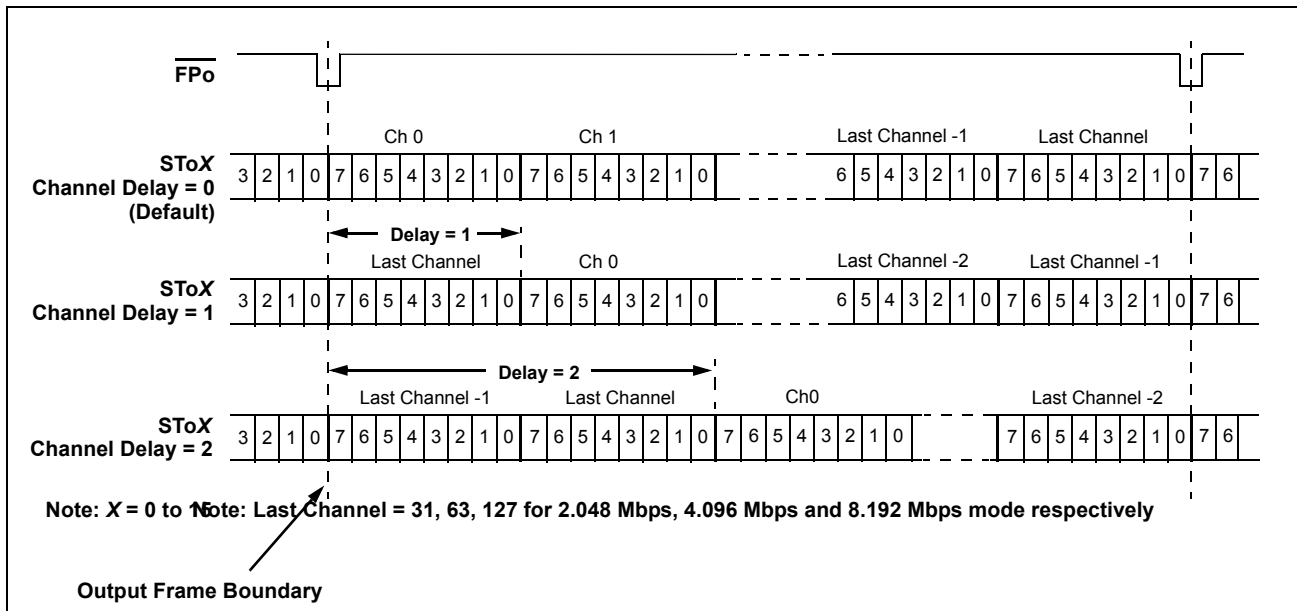 FPo
Ch 0 Ch 1 Last Channel -1 Last Channel
SToX
Channel Delay = 0
(Default)
3 2 1 0 7 6 5 4 3 2 1 0 7 6 5 4 3 2 1 0 6 5 4 3 2 1 0 7 6 5 4 3 2 1 0 7 6
Delay = 1
Last Channel Ch 0 Last Channel -2 Last Channel -1
SToX
Channel Delay = 1
3 2 1 0 7 6 5 4 3 2 1 0 7 6 5 4 3 2 1 0 6 5 4 3 2 1 0 7 6 5 4 3 2 1 0 7 6
Delay = 2
Last Channel -1 Last Channel Ch0 Last Channel -2
SToX
Channel Delay = 2
3 2 1 0 7 6 5 4 3 2 1 0 7 6 5 4 3 2 1 0 7 6 5 4 3 2 1 0 7 6 5 4 3 2 1 0 7 6
Note: X = 0 to 15 Note: Last Channel = 31, 63, 127 for 2.048 Mbps, 4.096 Mbps and 8.192 Mbps mode respectively
Output Frame Boundary